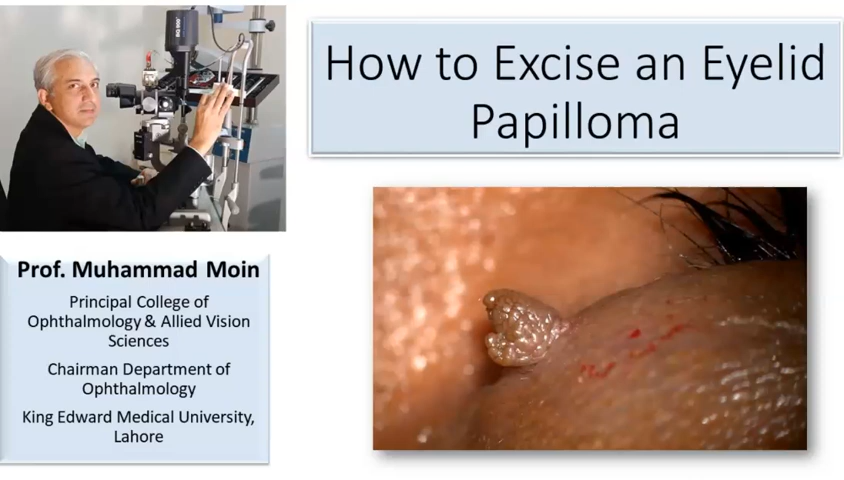 How to Excise an Eyelid
Papilloma
Prof. Muhammad Moin
Principal College of
Ophthalmology & Allied Vision
Sciences
Chairman Department of
Ophthalmology
King Edward Medical University,
Lahore